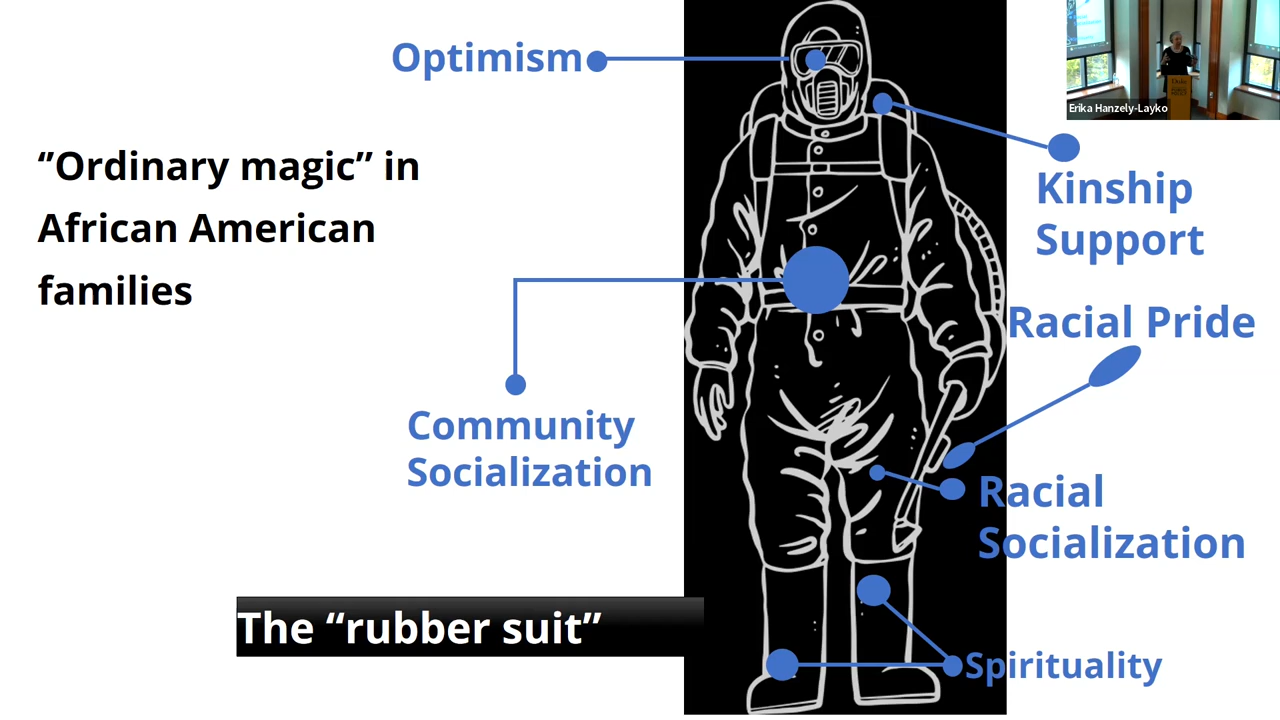 Optimism
‘’Ordinary magic” in
African American
families
Erika Hanzely-Layko
Kinship
Support
Racial Pride
Community
Socialization
Racial
Socialization
The “rubber suit”
Spirituality
Duke